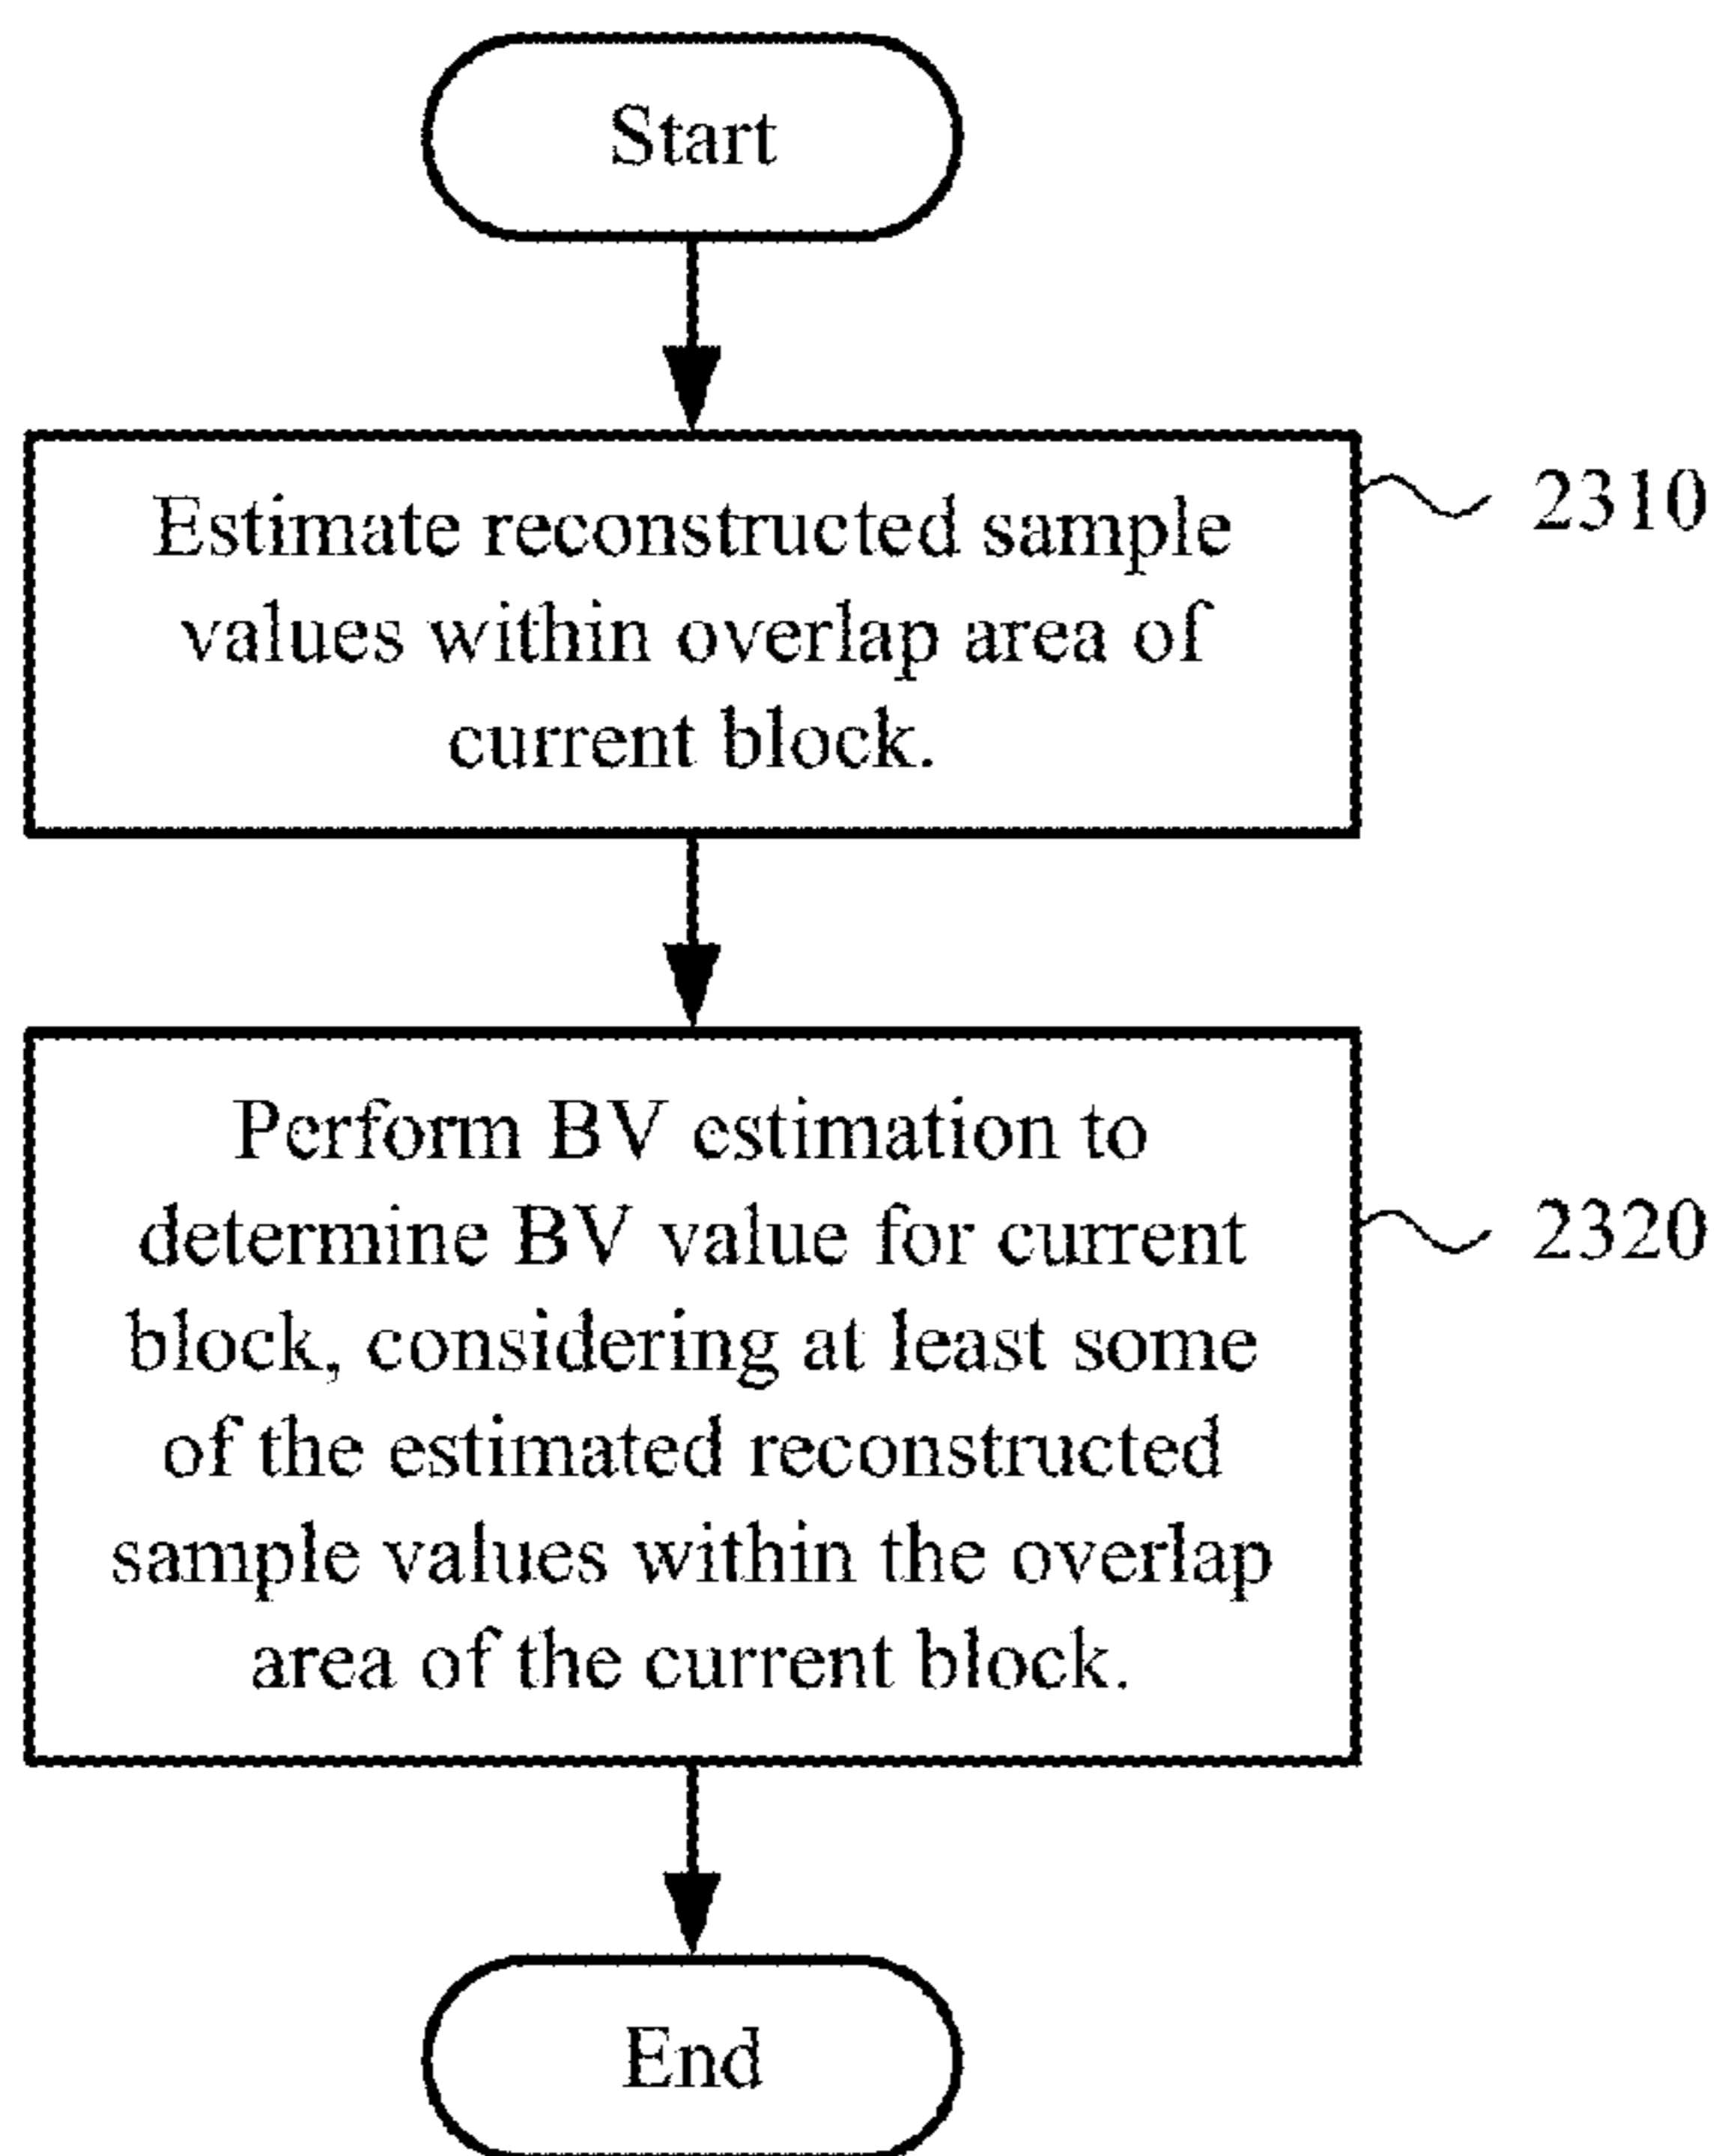 Start
Estimate reconstructed sample
values within overlap area of
current block.
2310
Perform BV estimation to
determine BV value for current
block, considering at least some
of the estimated reconstructed
sample values within the overlap
area of the current block.
2320
End